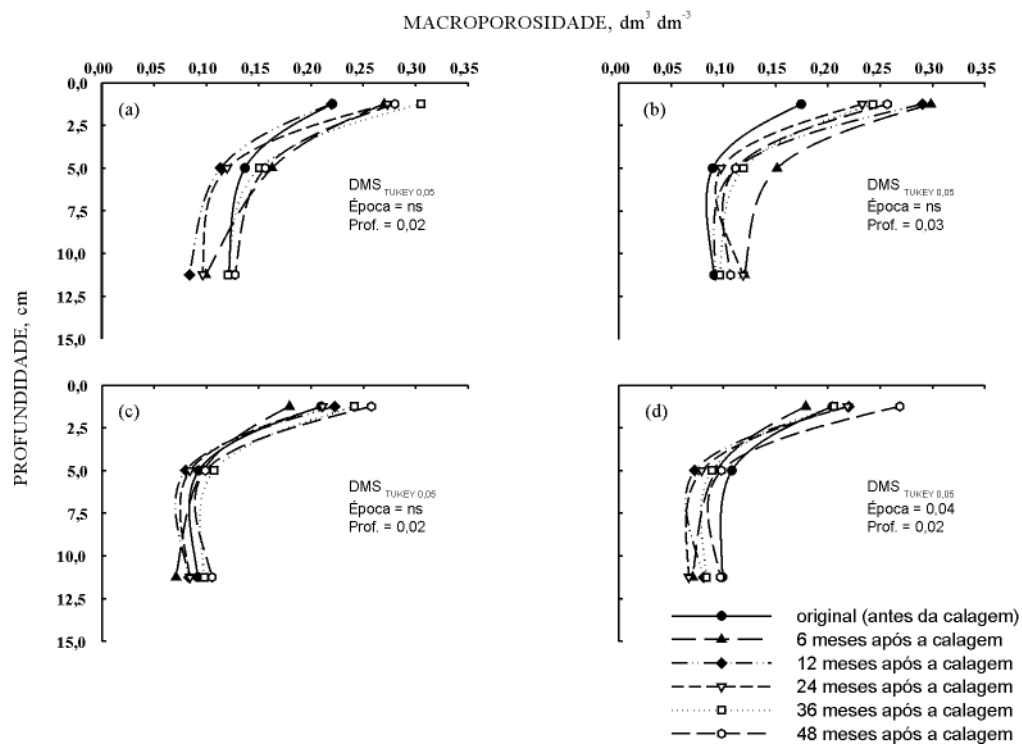 MACROPOROSIDADE, dm³ dm⁻³
0,00 0,05 0,10 0,15 0,20 0,25 0,30 0,35
0,00 0,05 0,10 0,15 0,20 0,25 0,30 0,35
PROFUNDIDADE, cm
0,0
2,5
5,0
7,5
10,0
12,5
15,0
(a)
DMS TUKEY 0,05
Época = ns
Prof. = 0,02
(b)
DMS TUKEY 0,05
Época = ns
Prof. = 0,03
0,0
2,5
5,0
7,5
10,0
12,5
15,0
(c)
DMS TUKEY 0,05
Época = ns
Prof. = 0,02
(d)
DMS TUKEY 0,05
Época = 0,04
Prof. = 0,02
original (antes da calagem)
6 meses após a calagem
12 meses após a calagem
24 meses após a calagem
36 meses após a calagem
48 meses após a calagem